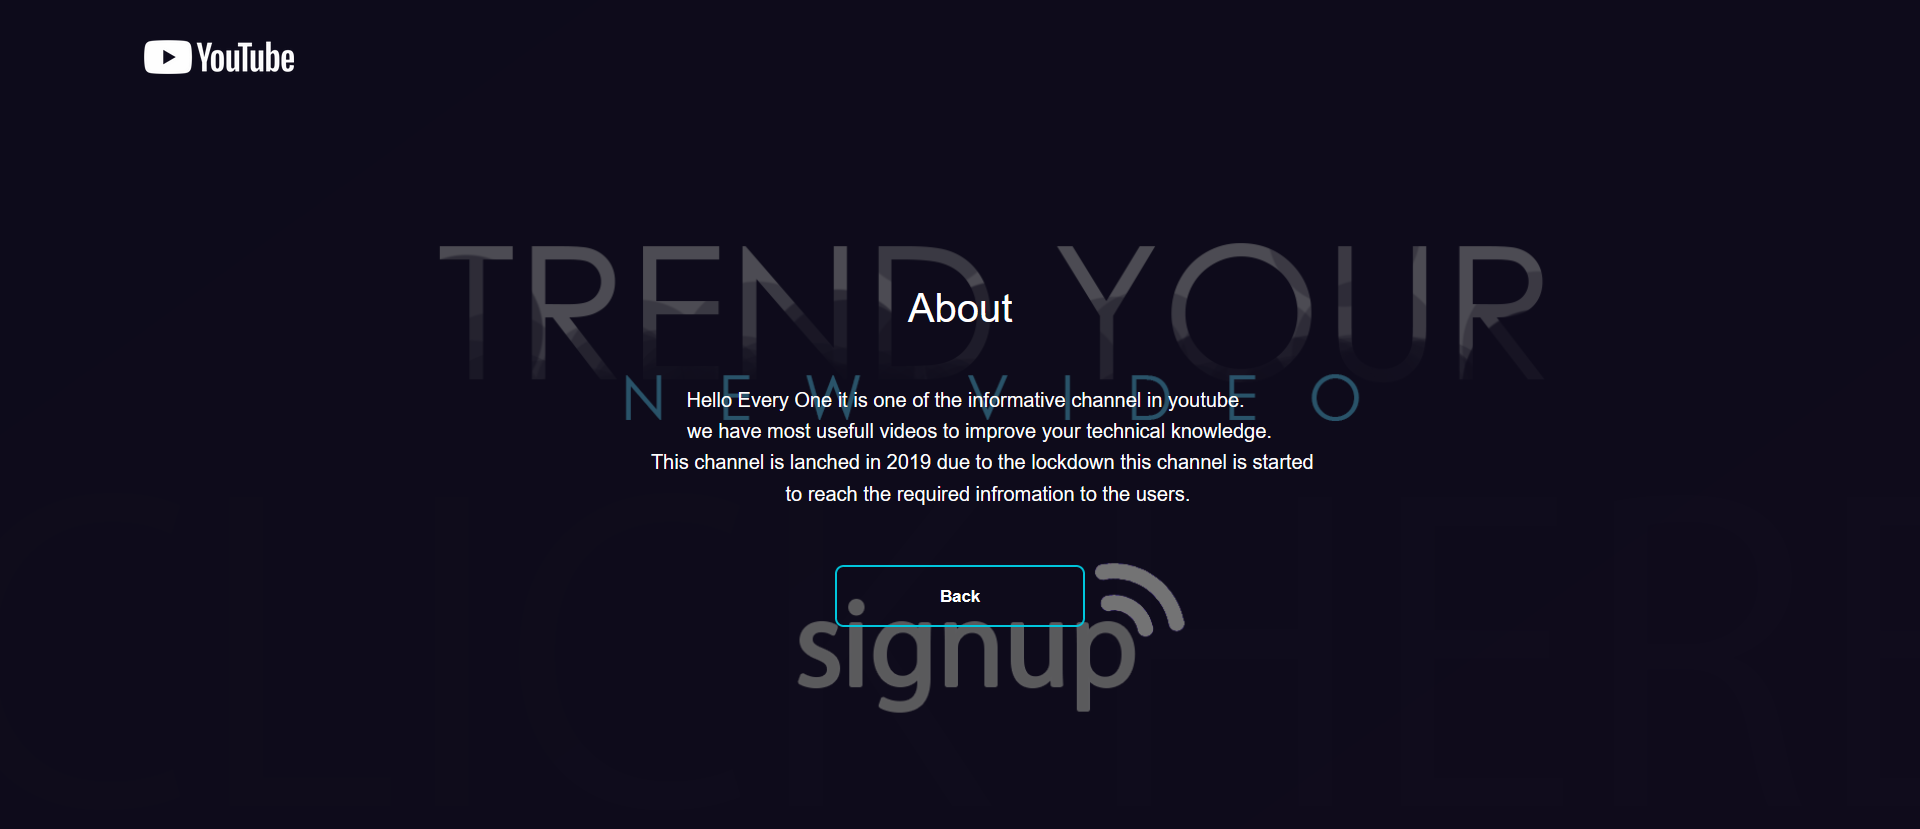 YouTube
TREND YOUR
About
NEW VIDEO
Hello Every One it is one of the informative channel in youtube.
we have most usefull videos to improve your technical knowledge.
This channel is lanched in 2019 due to the lockdown this channel is started
to reach the required infromation to the users.
CLICK HERE
Back
signup